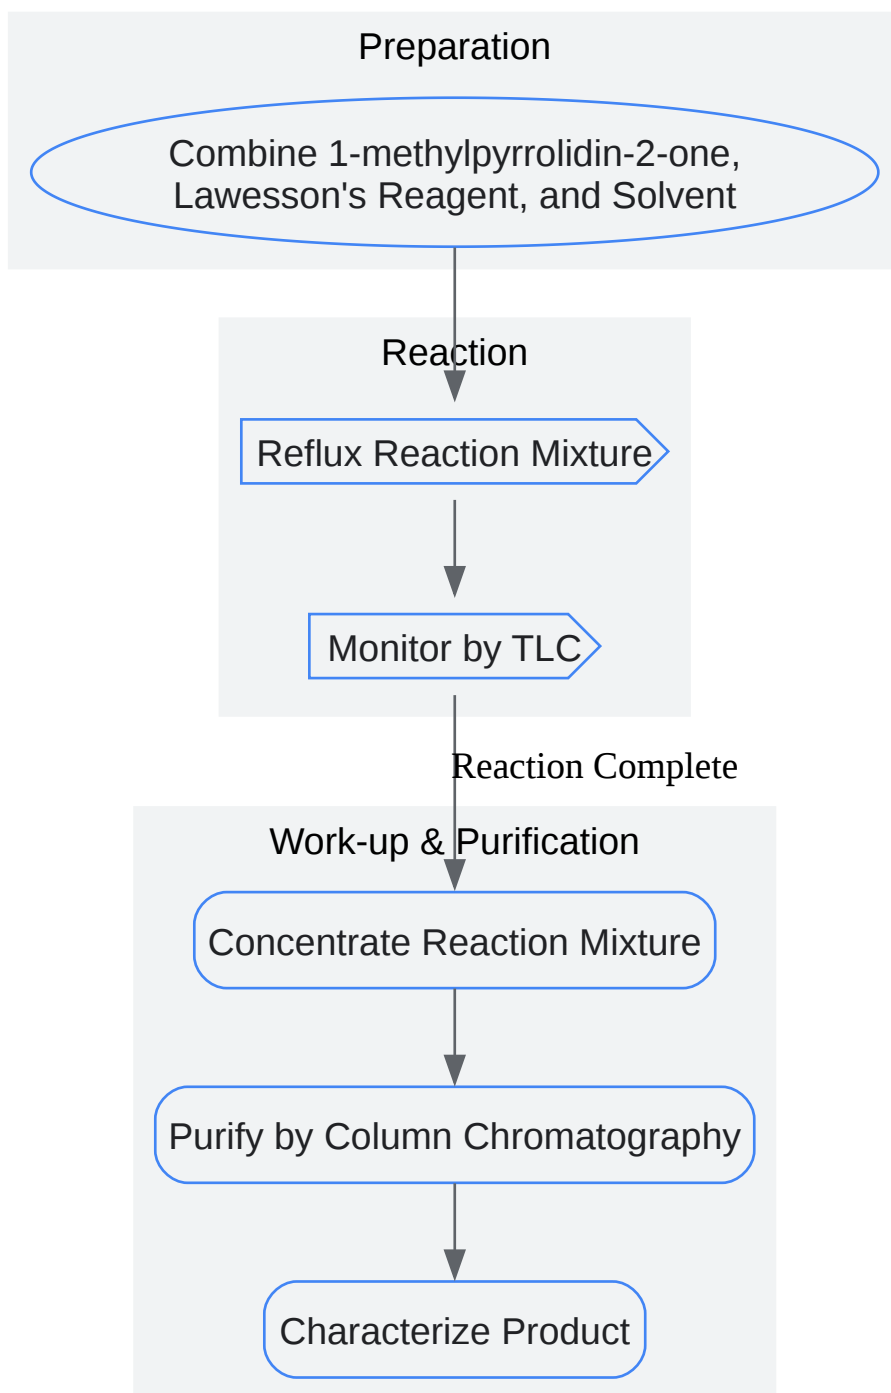 Preparation
Combine 1-methylpyrrolidin-2-one,
Lawesson's Reagent, and Solvent
Reaction
Reflux Reaction Mixture
Monitor by TLC
Reaction Complete
Work-up & Purification
Concentrate Reaction Mixture
Purify by Column Chromatography
Characterize Product